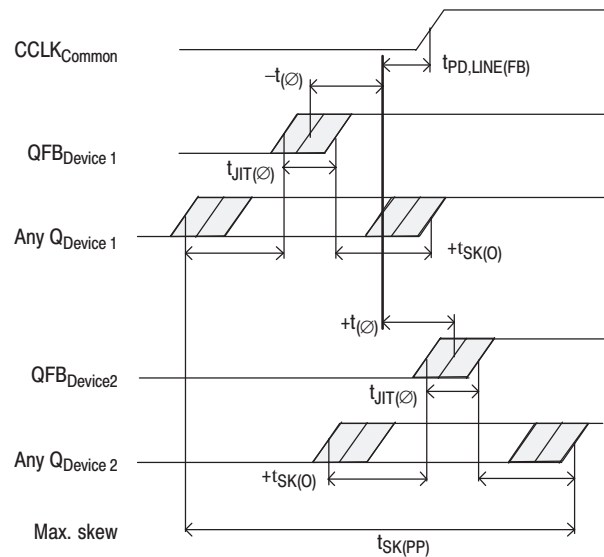 CCLKCommon
tPD,LINE(FB)
–t(∅)
QFBDevice 1
tJIT(∅)
Any QDevice 1
+tSK(O)
+t(∅)
QFBDevice2
tJIT(∅)
Any QDevice 2
+tSK(O)
Max. skew
tSK(PP)